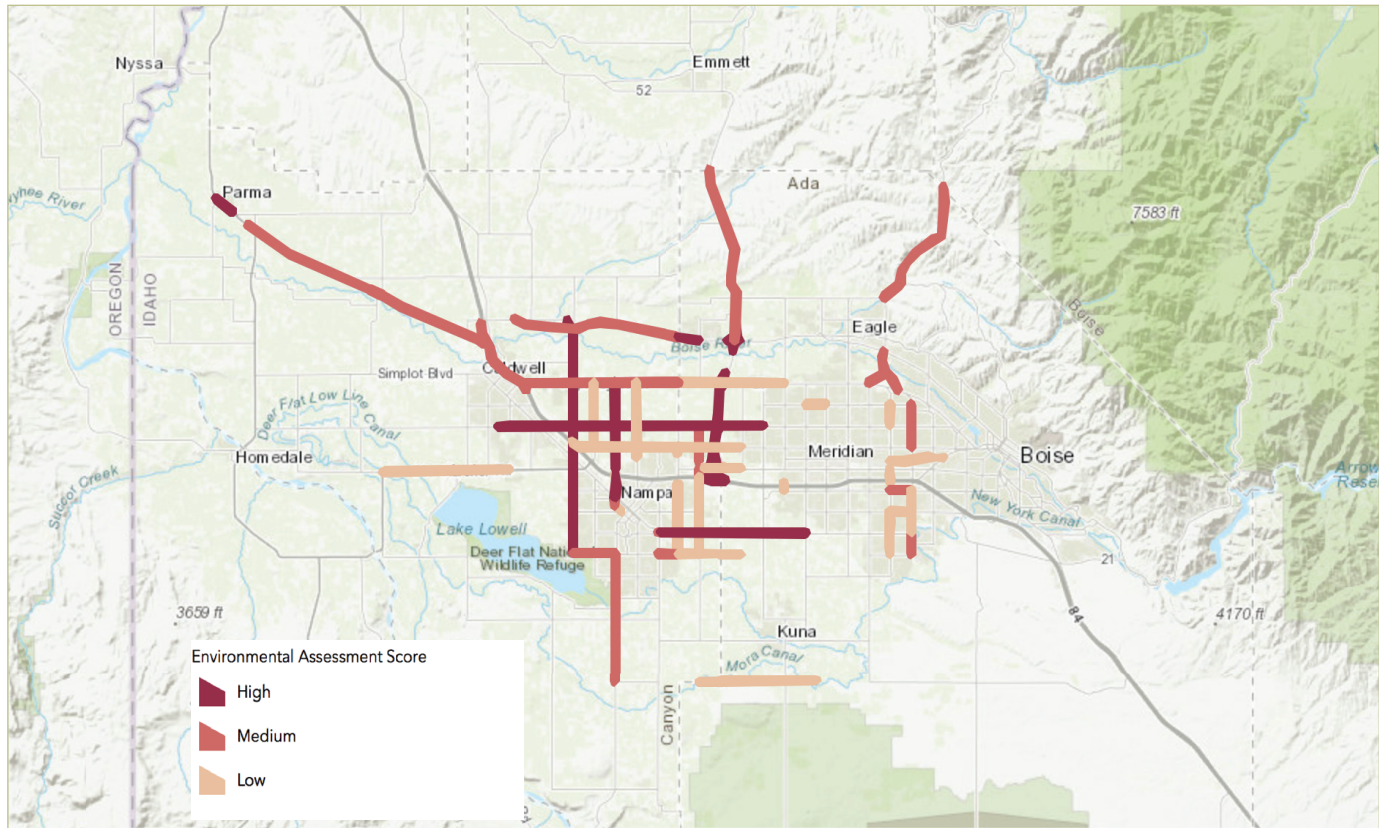 Nyssa
Emmett
52
Parma
Ada
7583 ft
River
OREGON
IDAHO
Boise
Eagle
Boise River
Simplot Blvd
Deer Flat Low Line
Canal
Homedale
Meridian
Boise
Succor Creek
Nampa
New York Canal
Lake Lowell
Deer Flat
Wildlife Refuge
21
3659 ft
84
4170 ft
Kuna
Mora Canal
Canyon
Environmental Assessment Score
High
Medium
Low